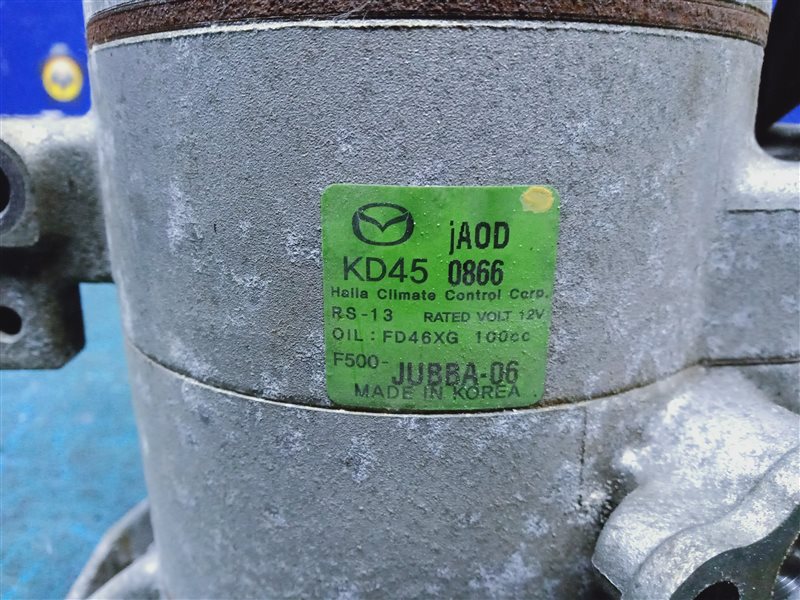 jA0D
KD45 0866
Halla Climate Control Corp.
RS-13 RATED VOLT 12V
OIL : FD46XG 100cc
F500-JUBBA-06
MADE IN KOREA